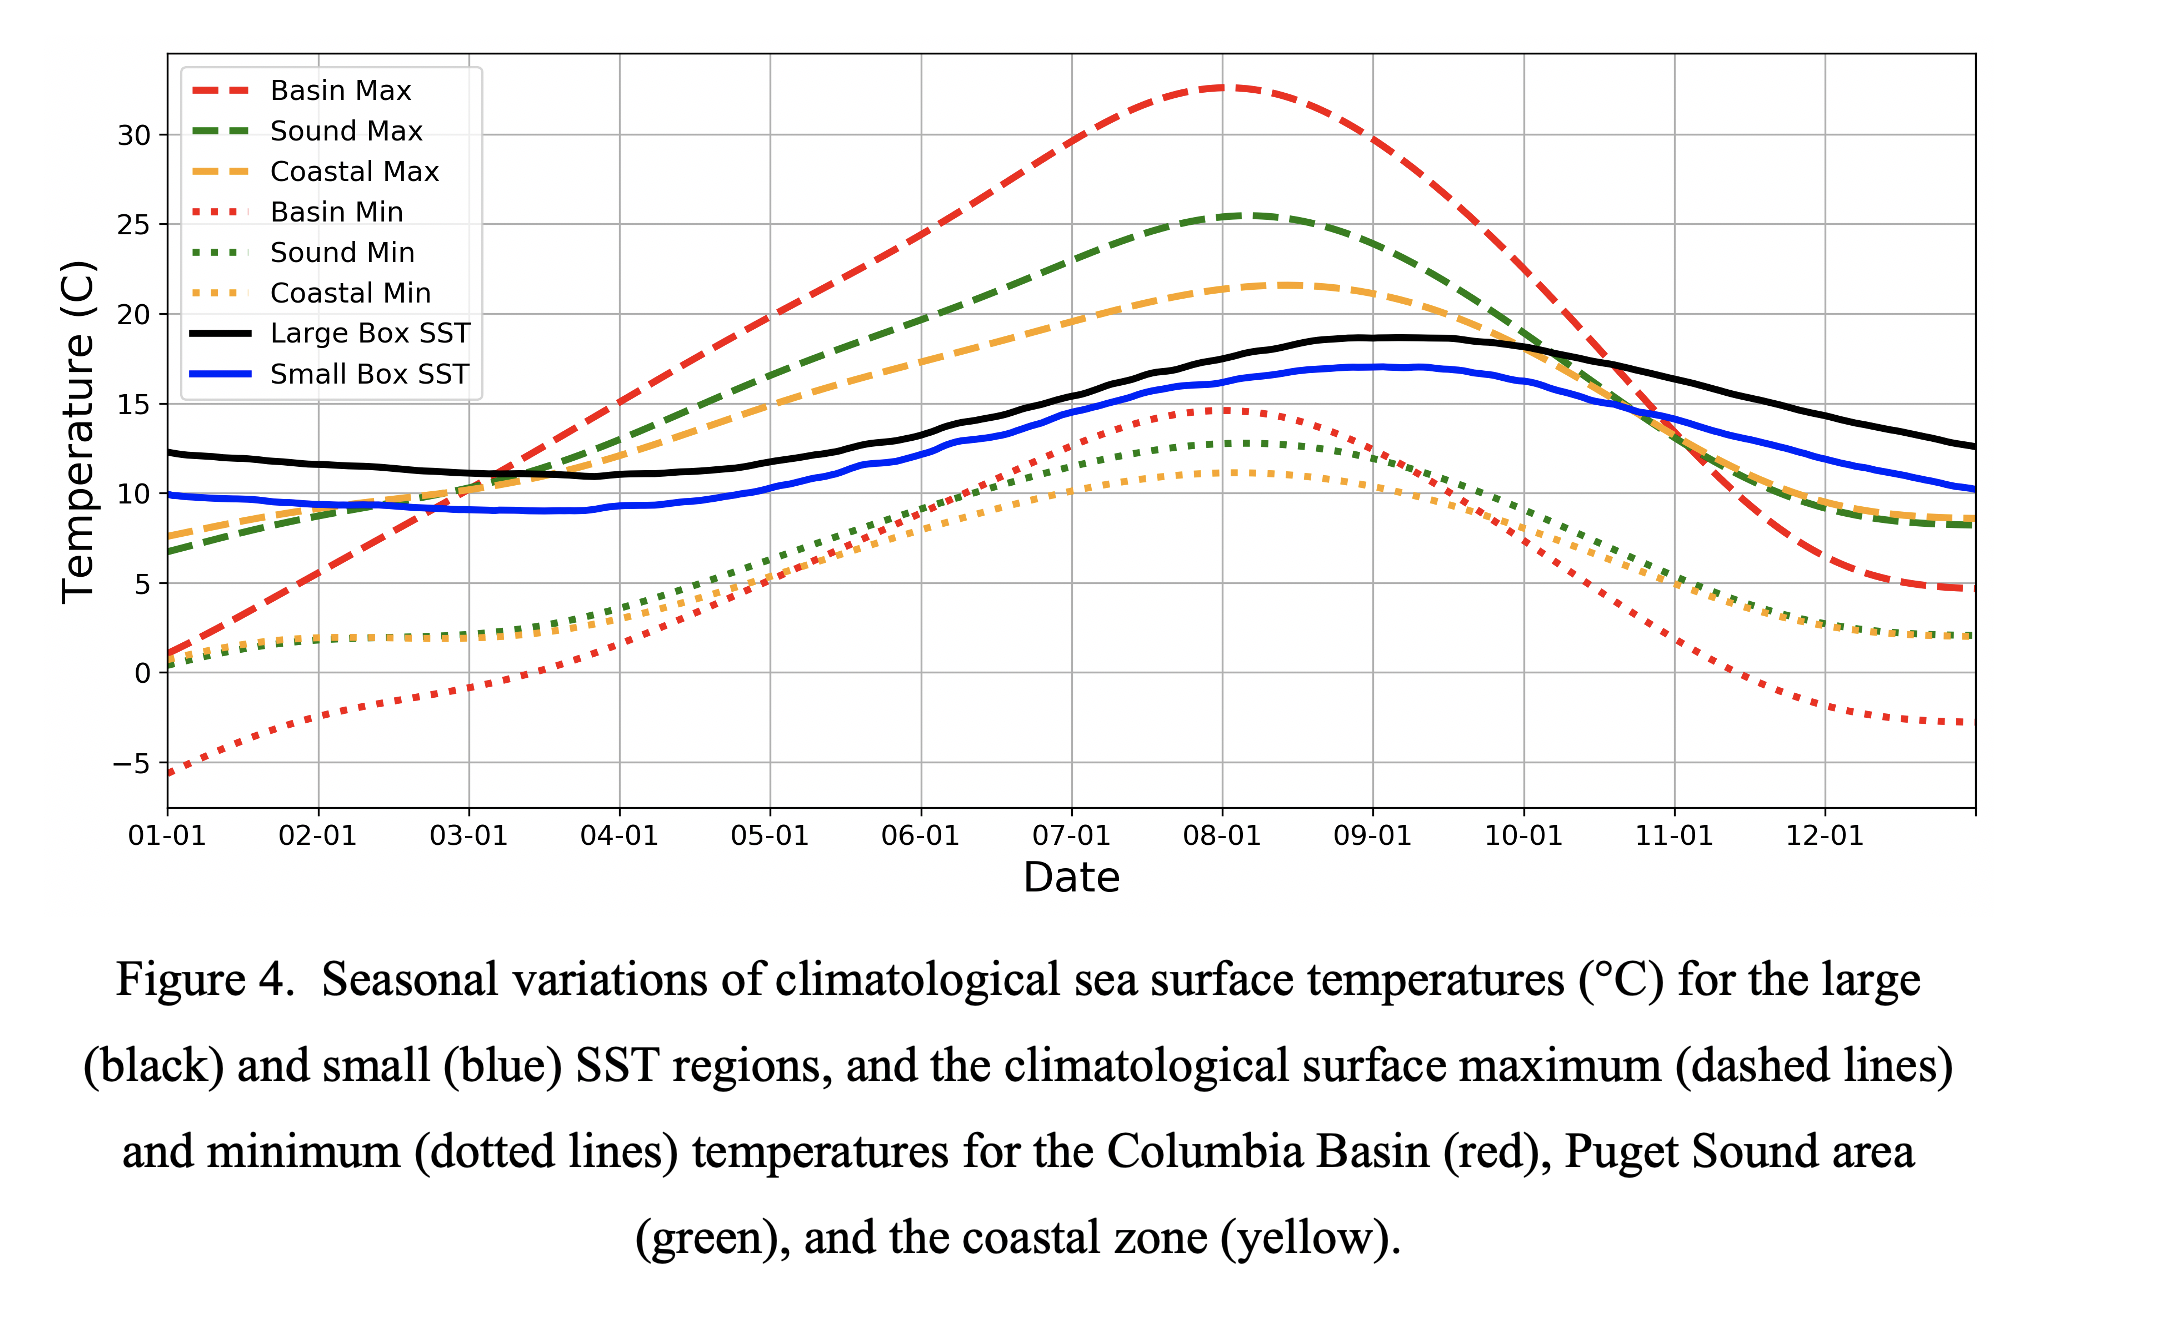 Basin Max
Sound Max
Coastal Max
Basin Min
Sound Min
Coastal Min
Large Box SST
Small Box SST
Temperature (C)
30
25
20
15
10
5
0
−5
01-01 02-01 03-01 04-01 05-01 06-01 07-01 08-01 09-01 10-01 11-01 12-01
Date
Figure 4.  Seasonal variations of climatological sea surface temperatures (°C) for the large
(black) and small (blue) SST regions, and the climatological surface maximum (dashed lines)
and minimum (dotted lines) temperatures for the Columbia Basin (red), Puget Sound area
(green), and the coastal zone (yellow).